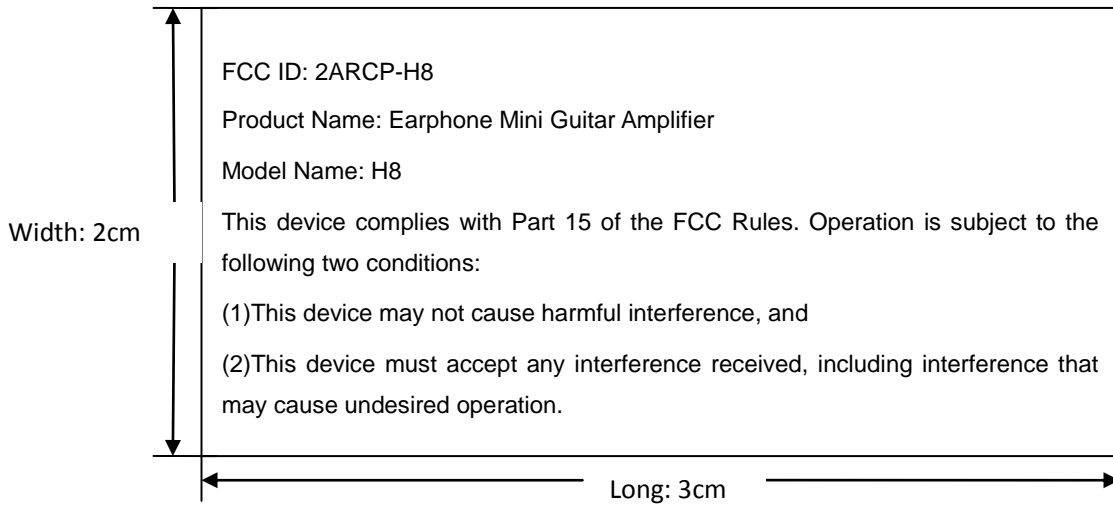 FCC ID: 2ARCP-H8
Product Name: Earphone Mini Guitar Amplifier
Model Name: H8
Width: 2cm
This device complies with Part 15 of the FCC Rules. Operation is subject to the
following two conditions:
(1)This device may not cause harmful interference, and
(2)This device must accept any interference received, including interference that
may cause undesired operation.
Long: 3cm